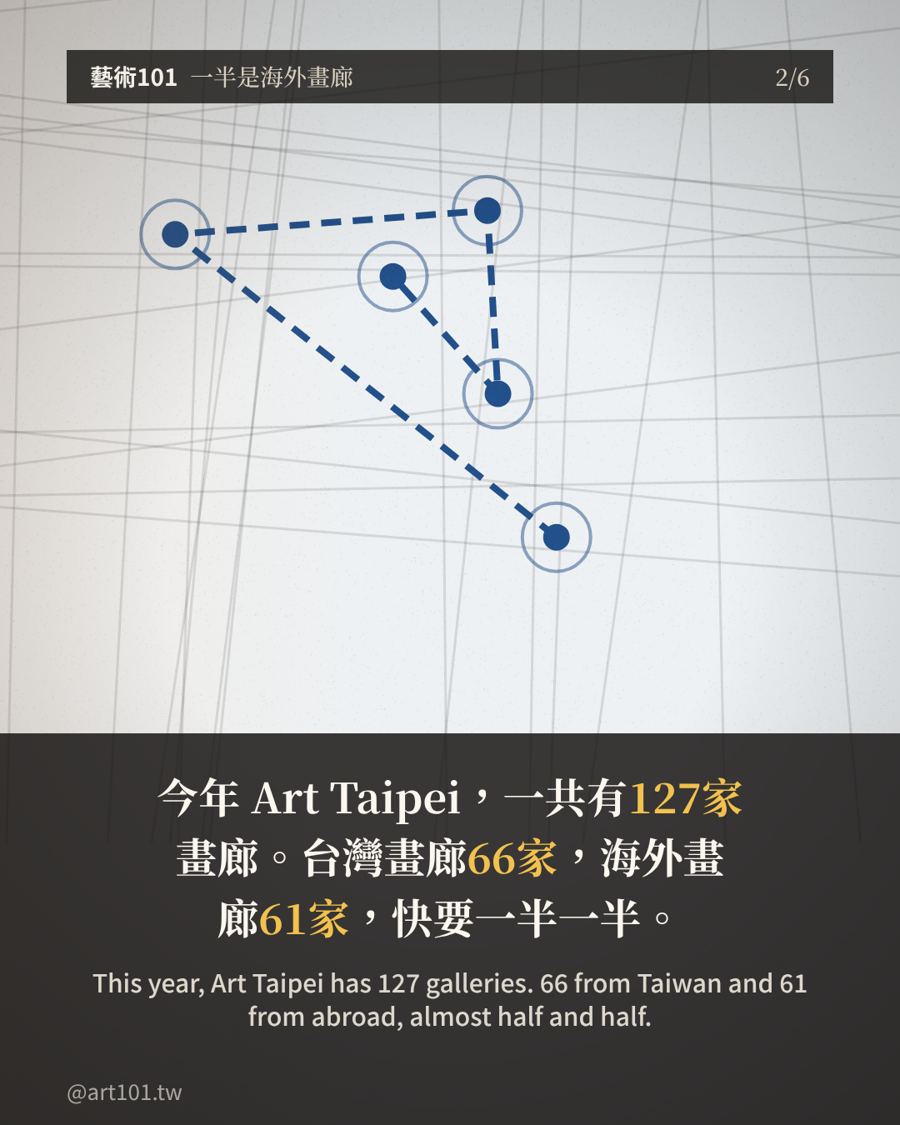 藝術101 一半是海外畫廊 2/6
今年 Art Taipei，一共有127家
畫廊。台灣畫廊66家，海外畫
廊61家，快要一半一半。
This year, Art Taipei has 127 galleries. 66 from Taiwan and 61
from abroad, almost half and half.
@art101.tw